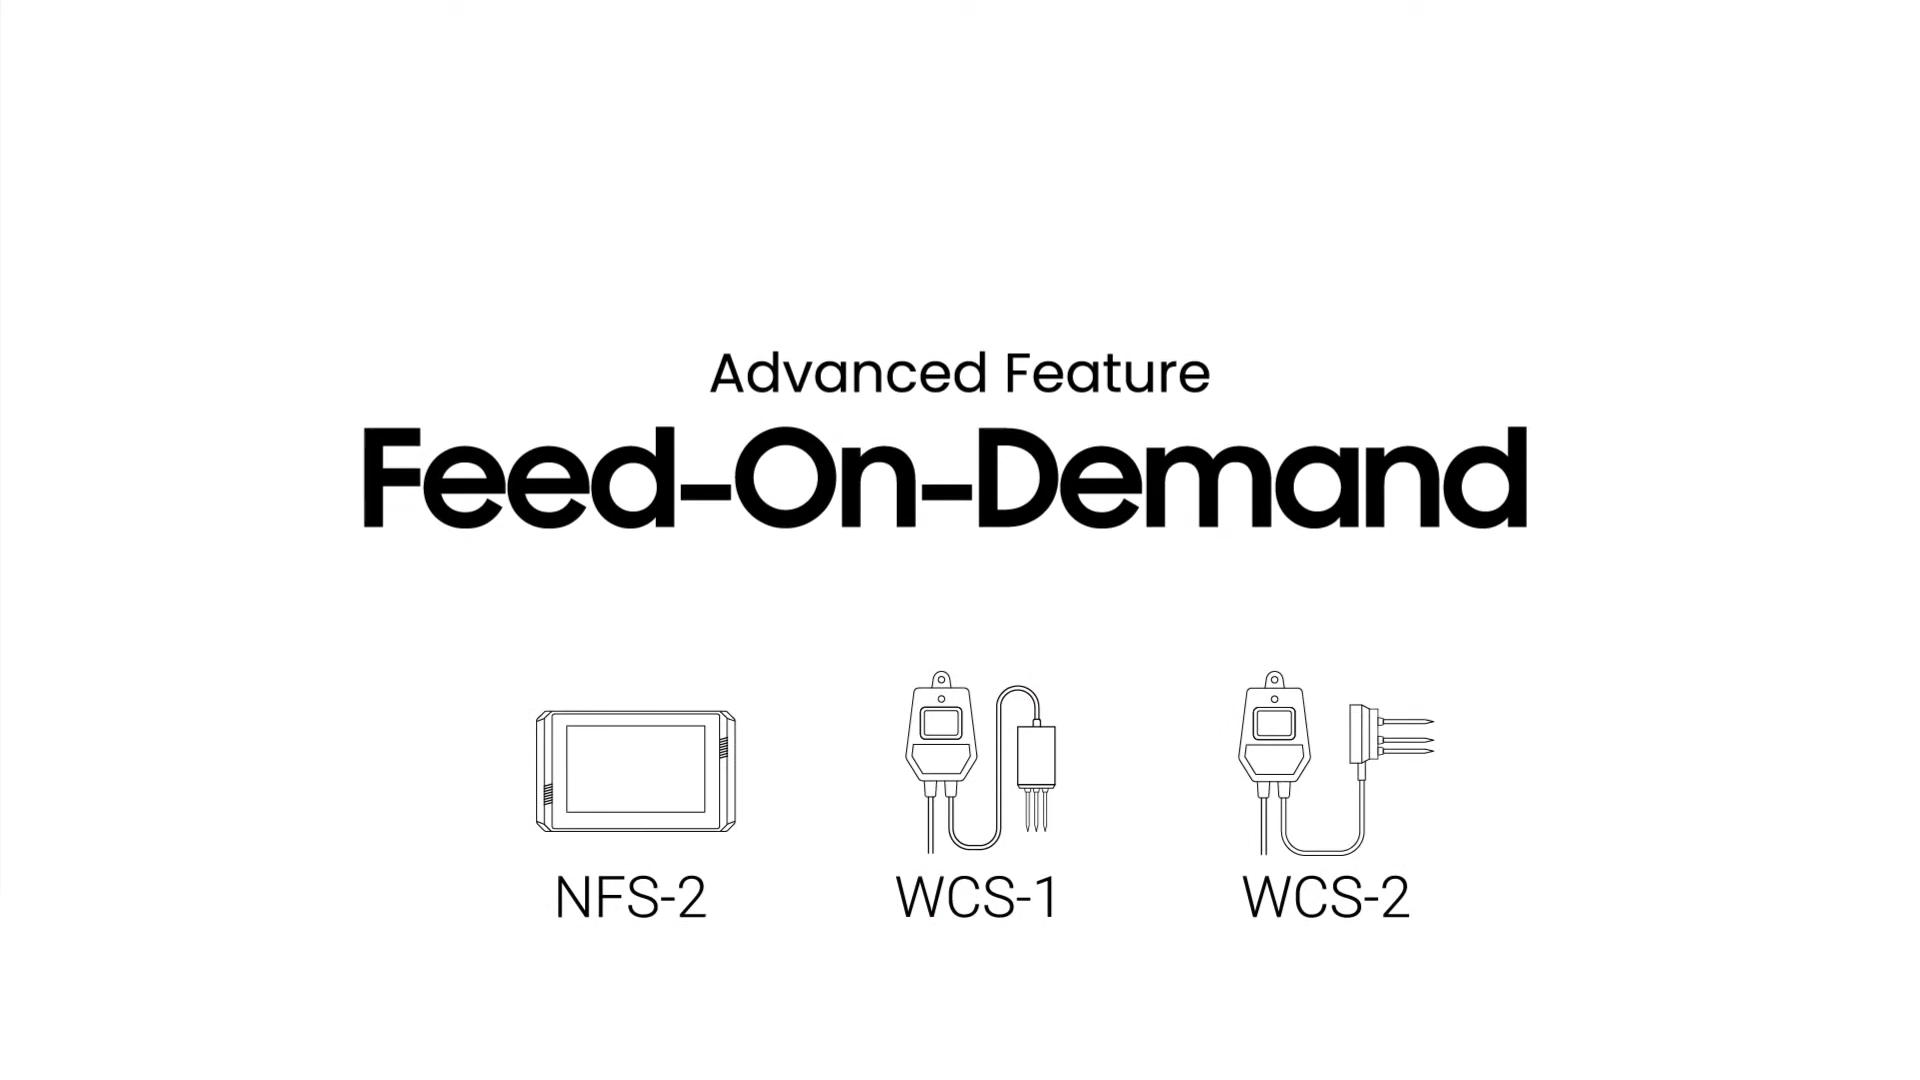 Advanced Feature
Feed-On-Demand
NFS-2
WCS-1
WCS-2